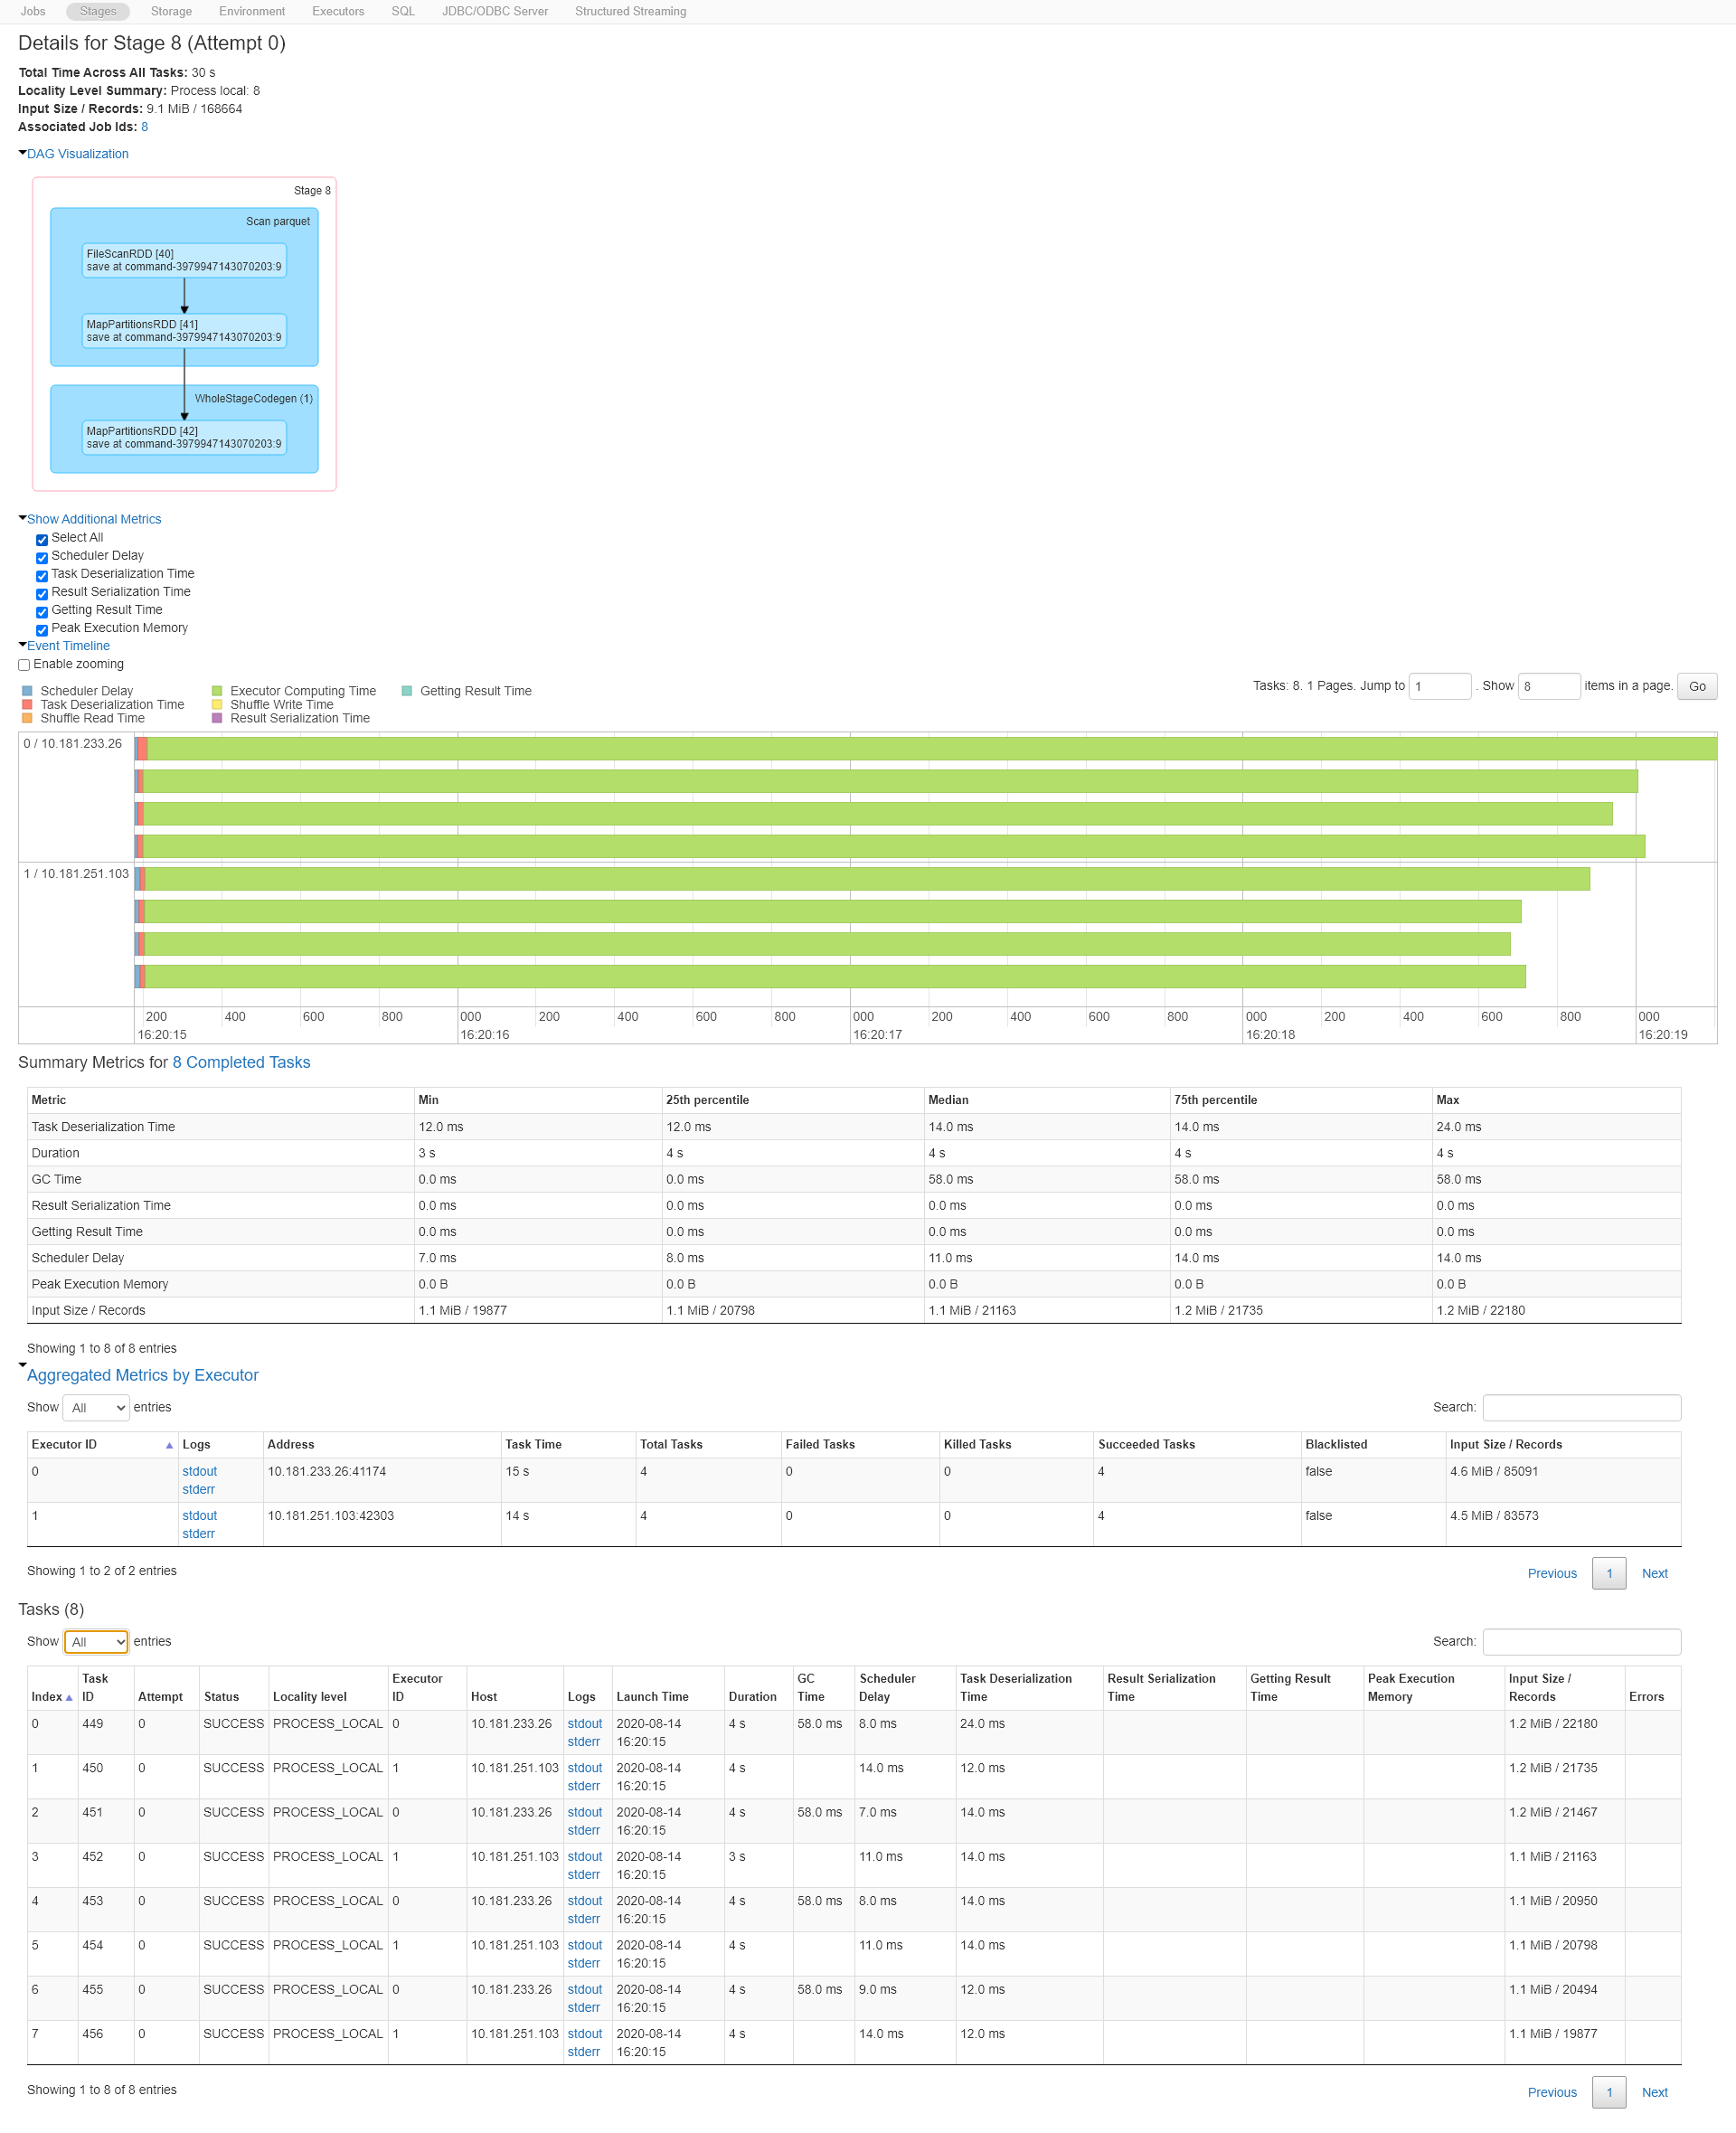 Jobs Stages Storage Environment Executors SQL JDBC/ODBC Server Structured Streaming
Details for Stage 8 (Attempt 0)
Total Time Across All Tasks: 30 s
Locality Level Summary: Process local: 8
Input Size / Records: 9.1 MiB / 168664
Associated Job Ids: 8
DAG Visualization
Stage 8
Scan parquet
FileScanRDD [40]
save at command-3979947143070203:9
MapPartitionsRDD [41]
save at command-3979947143070203:9
WholeStageCodegen (1)
MapPartitionsRDD [42]
save at command-3979947143070203:9
Show Additional Metrics
Select All
Scheduler Delay
Task Deserialization Time
Result Serialization Time
Getting Result Time
Peak Execution Memory
Event Timeline
Enable zooming
Tasks: 8. 1 Pages. Jump to 1 . Show 8 items in a page. Go
Scheduler Delay Executor Computing Time Getting Result Time
Task Deserialization Time Shuffle Write Time
Shuffle Read Time Result Serialization Time
0 / 10.181.233.26
1 / 10.181.251.103
200 400 600 800 000 200 400 600 800 000 200 400 600 800 000 200 400 600 800 000
16:20:15 16:20:16 16:20:17 16:20:18 16:20:19
Summary Metrics for 8 Completed Tasks
Metric Min 25th percentile Median 75th percentile Max
Task Deserialization Time 12.0 ms 12.0 ms 14.0 ms 14.0 ms 24.0 ms
Duration 3 s 4 s 4 s 4 s 4 s
GC Time 0.0 ms 0.0 ms 58.0 ms 58.0 ms 58.0 ms
Result Serialization Time 0.0 ms 0.0 ms 0.0 ms 0.0 ms 0.0 ms
Getting Result Time 0.0 ms 0.0 ms 0.0 ms 0.0 ms 0.0 ms
Scheduler Delay 7.0 ms 8.0 ms 11.0 ms 14.0 ms 14.0 ms
Peak Execution Memory 0.0 B 0.0 B 0.0 B 0.0 B 0.0 B
Input Size / Records 1.1 MiB / 19877 1.1 MiB / 20798 1.1 MiB / 21163 1.2 MiB / 21735 1.2 MiB / 22180
Showing 1 to 8 of 8 entries
Aggregated Metrics by Executor
Show All entries Search:
Executor ID Logs Address Task Time Total Tasks Failed Tasks Killed Tasks Succeeded Tasks Blacklisted Input Size / Records
0 stdout 10.181.233.26:41174 15 s 4 0 0 4 false 4.6 MiB / 85091
stderr
1 stdout 10.181.251.103:42303 14 s 4 0 0 4 false 4.5 MiB / 83573
stderr
Showing 1 to 2 of 2 entries Previous 1 Next
Tasks (8)
Show All entries Search:
Task Executor GC Scheduler Task Deserialization Result Serialization Getting Result Peak Execution Input Size /
Index ID Attempt Status Locality level ID Host Logs Launch Time Duration Time Delay Time Time Time Memory Records Errors
0 449 0 SUCCESS PROCESS_LOCAL 0 10.181.233.26 stdout 2020-08-14 4 s 58.0 ms 8.0 ms 24.0 ms 1.2 MiB / 22180
stderr 16:20:15
1 450 0 SUCCESS PROCESS_LOCAL 1 10.181.251.103 stdout 2020-08-14 4 s 14.0 ms 12.0 ms 1.2 MiB / 21735
stderr 16:20:15
2 451 0 SUCCESS PROCESS_LOCAL 0 10.181.233.26 stdout 2020-08-14 4 s 58.0 ms 7.0 ms 14.0 ms 1.2 MiB / 21467
stderr 16:20:15
3 452 0 SUCCESS PROCESS_LOCAL 1 10.181.251.103 stdout 2020-08-14 3 s 11.0 ms 14.0 ms 1.1 MiB / 21163
stderr 16:20:15
4 453 0 SUCCESS PROCESS_LOCAL 0 10.181.233.26 stdout 2020-08-14 4 s 58.0 ms 8.0 ms 14.0 ms 1.1 MiB / 20950
stderr 16:20:15
5 454 0 SUCCESS PROCESS_LOCAL 1 10.181.251.103 stdout 2020-08-14 4 s 11.0 ms 14.0 ms 1.1 MiB / 20798
stderr 16:20:15
6 455 0 SUCCESS PROCESS_LOCAL 0 10.181.233.26 stdout 2020-08-14 4 s 58.0 ms 9.0 ms 12.0 ms 1.1 MiB / 20494
stderr 16:20:15
7 456 0 SUCCESS PROCESS_LOCAL 1 10.181.251.103 stdout 2020-08-14 4 s 14.0 ms 12.0 ms 1.1 MiB / 19877
stderr 16:20:15
Showing 1 to 8 of 8 entries Previous 1 Next